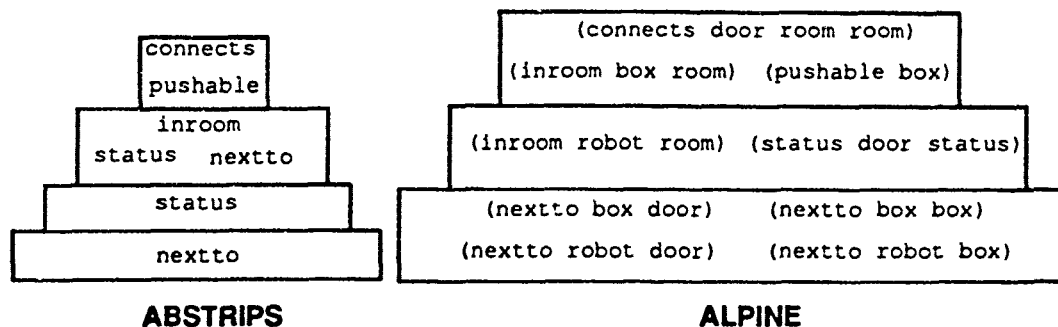 connects
pushable
inroom
status nextto
status
nextto
ABSTRIPS
(connects door room room)
(inroom box room) (pushable box)
(inroom robot room) (status door status)
(nextto box door) (nextto box box)
(nextto robot door) (nextto robot box)
ALPINE